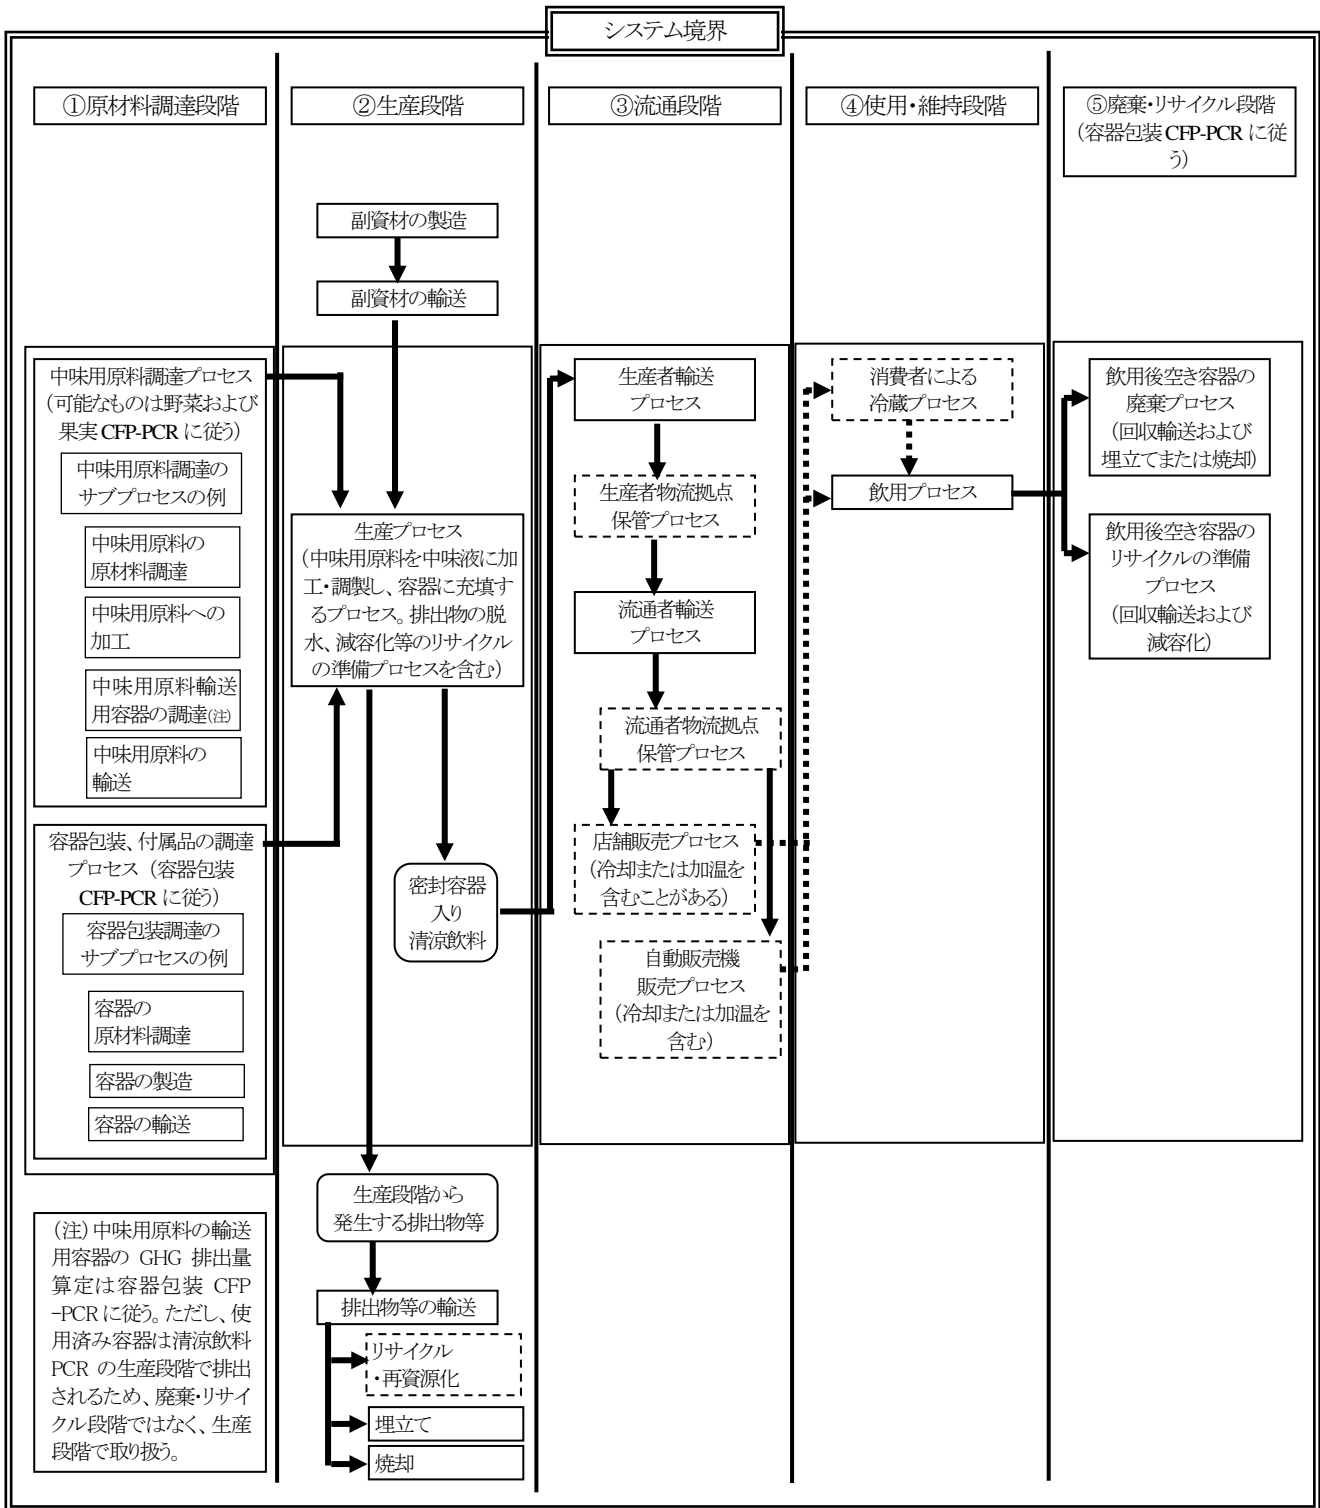 システム境界
①原材料調達段階
②生産段階
③流通段階
④使用・維持段階
⑤廃棄・リサイクル段階
（容器包装CFP-PCRに従
う）
副資材の製造
副資材の輸送
中味用原料調達プロセス
（可能なものは野菜および
果実CFP-PCRに従う）
中味用原料調達の
サブプロセスの例
中味用原料の
原材料調達
中味用原料への
加工
中味用原料輸送
用容器の調達(注)
中味用原料の
輸送
容器包装、付属品の調達
プロセス（容器包装
CFP-PCRに従う）
容器包装調達の
サブプロセスの例
容器の
原材料調達
容器の製造
容器の輸送
（注）中味用原料の輸送
用容器の GHG 排出量
算定は容器包装 CFP
-PCRに従う。ただし、使
用済み容器は清涼飲料
PCR の生産段階で排出
されるため、廃棄・リサイ
クル段階ではなく、生産
段階で取り扱う。
生産プロセス
（中味用原料を中味液に加
工・調製し、容器に充填す
るプロセス。排出物の脱
水、減容化等のリサイクル
の準備プロセスを含む）
密封容器
入り
清涼飲料
生産段階から
発生する排出物等
排出物等の輸送
リサイクル
・再資源化
埋立て
焼却
生産者輸送
プロセス
生産者物流拠点
保管プロセス
流通者輸送
プロセス
流通者物流拠点
保管プロセス
店舗販売プロセス
（冷却または加温を
含むことがある）
自動販売機
販売プロセス
（冷却または加温を
含む）
消費者による
冷蔵プロセス
飲用プロセス
飲用後空き容器の
廃棄プロセス
（回収輸送および
埋立てまたは焼却）
飲用後空き容器の
リサイクルの準備
プロセス
（回収輸送および
減容化）